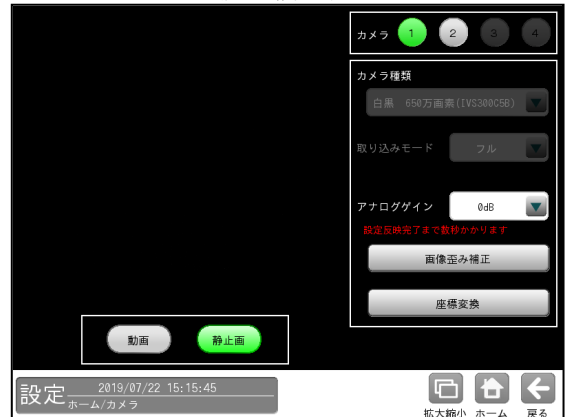 カメラ 1 2 3 4
カメラ種類
白黒 650万画素(IVS300C5B)
取り込みモード フル
アナログゲイン 0dB
設定反映完了まで数秒かかります
画像歪み補正
座標変換
動画 静止画
設定 2019/07/22 15:15:45
ホーム/カメラ
拡大縮小 ホーム 戻る